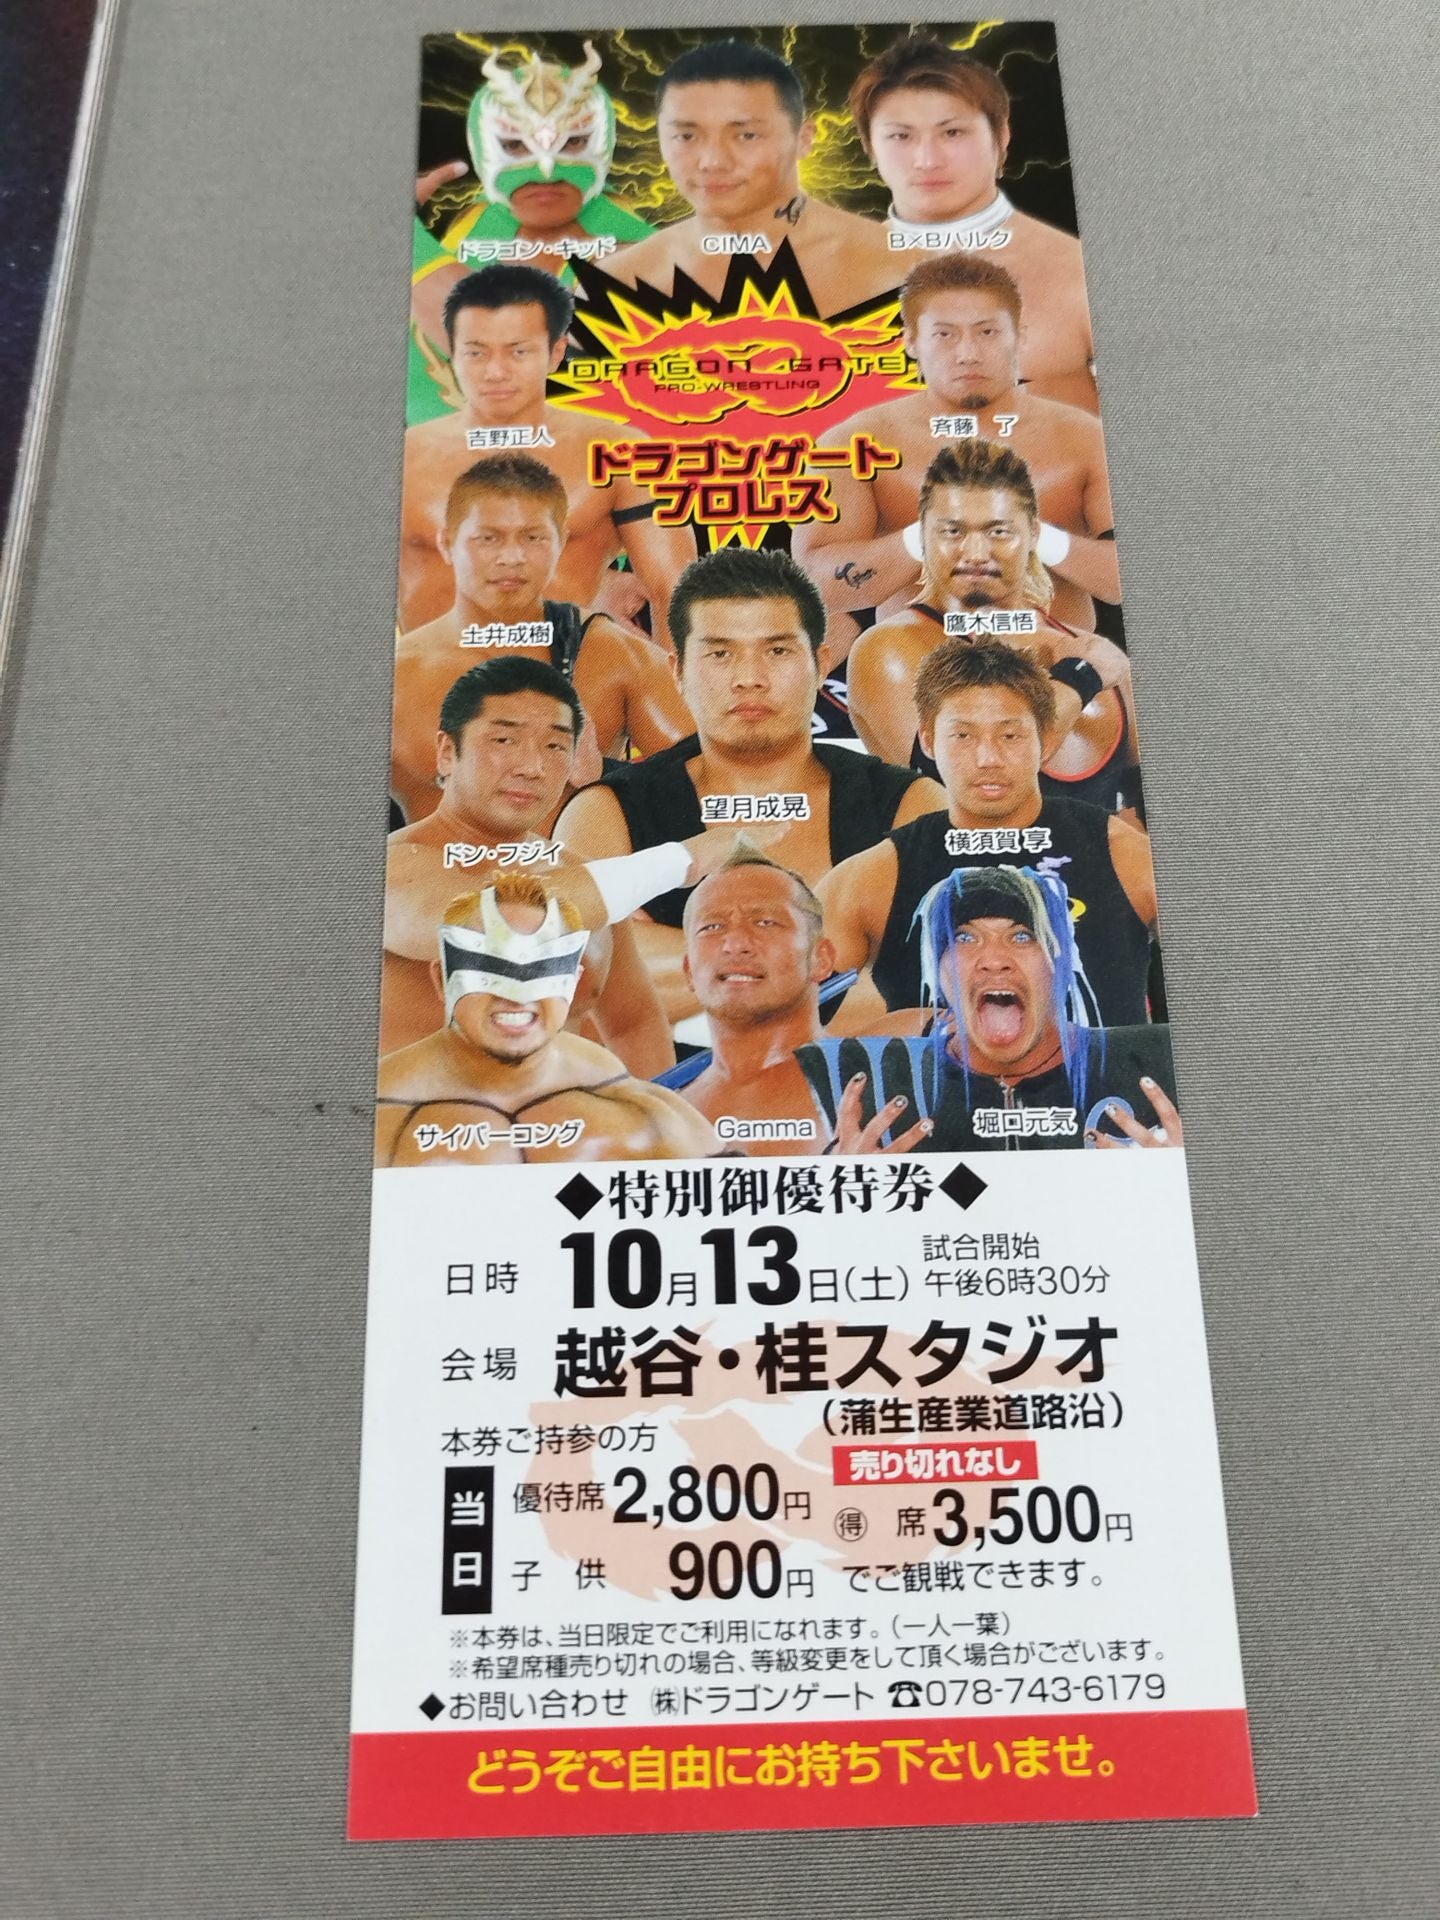 ドラゴン・キッド
CIMA
B×Bハルク
吉野正人
DRAGON GATE
PRO-WRESTLING
斉藤 了
ドラゴンゲート
プロレス
土井成樹
鷹木信悟
望月成晃
ドン・フジイ
横須賀 享
サイバーコング
Gamma
堀口元気
◆特別御優待券◆
日時 10月13日(土) 試合開始 午後6時30分
会場 越谷・桂スタジオ
(蒲生産業道路沿)
本券ご持参の方
売り切れなし
当日 優待席2,800円 ㊝席3,500円
子供 900円 でご観戦できます。
※本券は、当日限定でご利用になれます。(一人一葉)
※希望席種売り切れの場合、等級変更をして頂く場合がございます。
◆お問い合わせ ㈱ドラゴンゲート ☎078-743-6179
どうぞご自由にお持ち下さいませ。